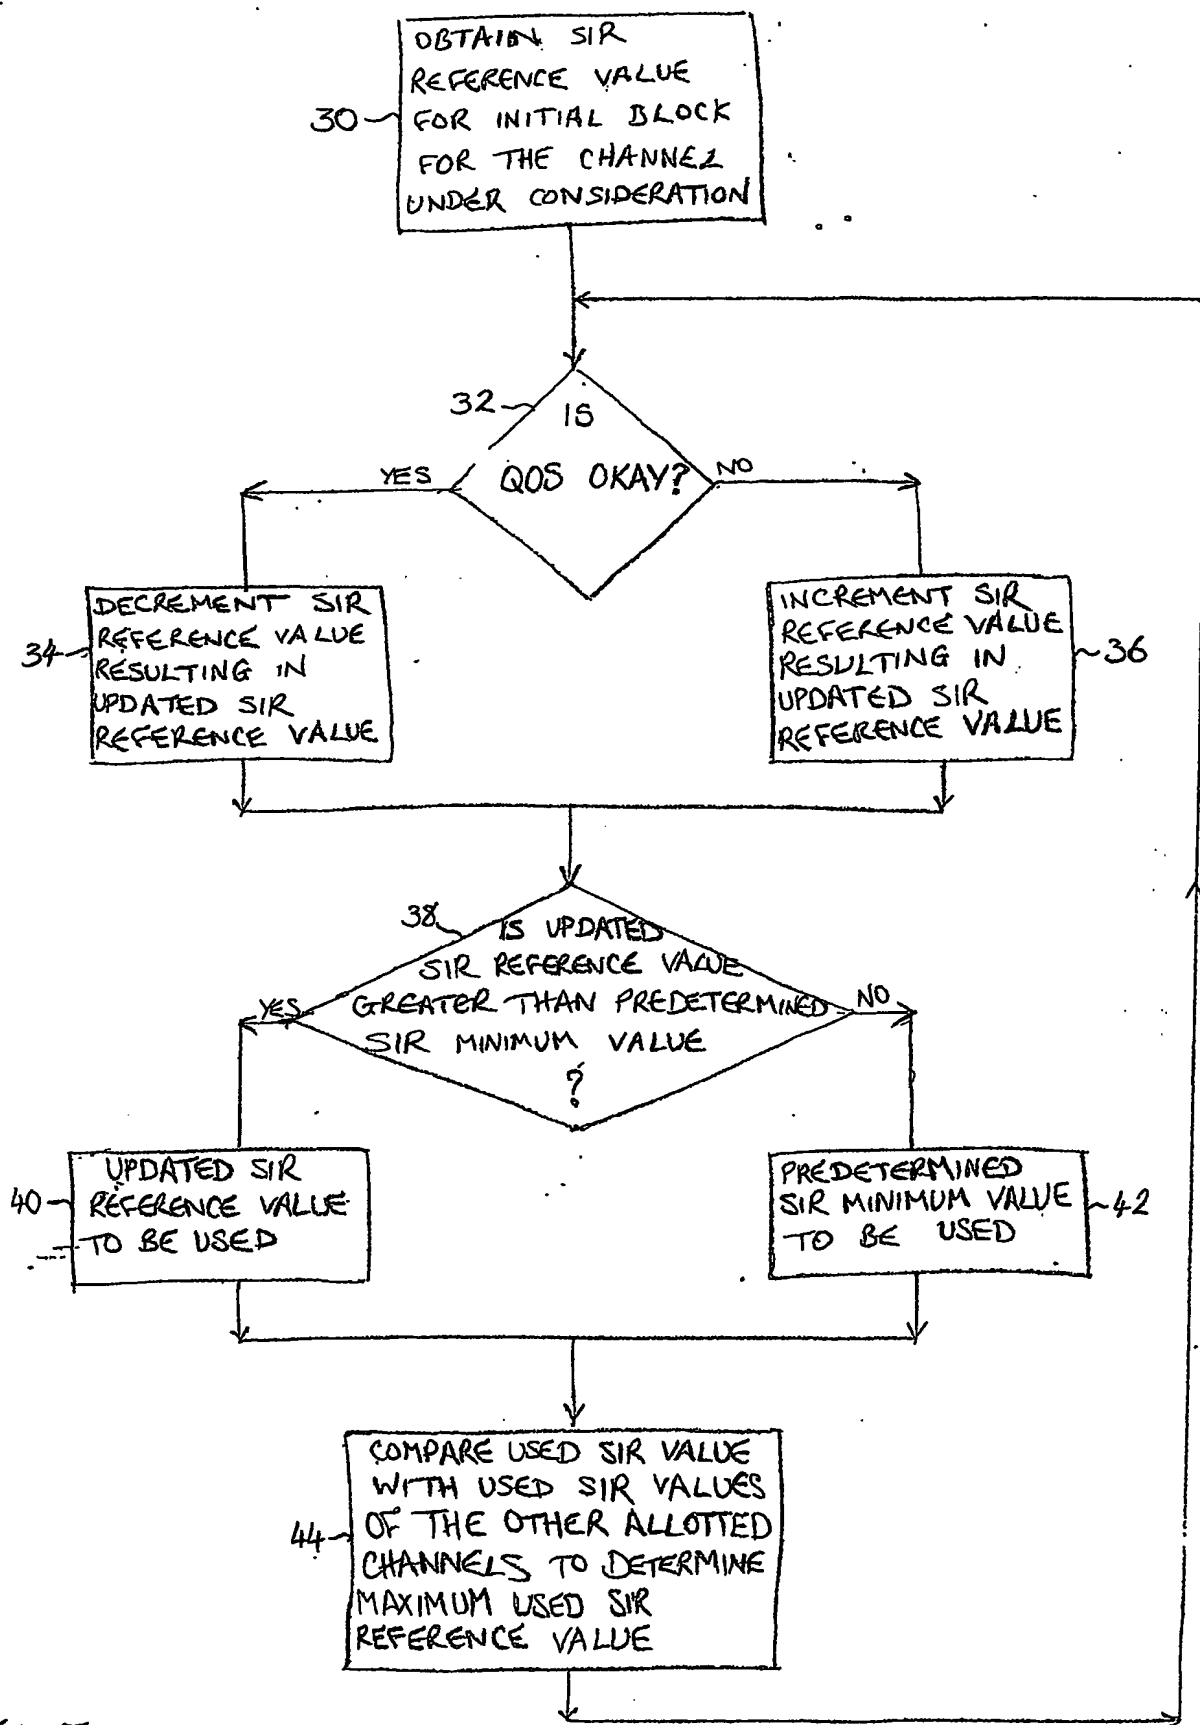 OBTAIN SIR
REFERENCE VALUE
30
FOR INITIAL BLOCK
FOR THE CHANNEL
UNDER CONSIDERATION
32
IS
QOS OKAY?
YES
NO
DECREMENT SIR
REFERENCE VALUE
34
RESULTING IN
UPDATED SIR
REFERENCE VALUE
INCREMENT SIR
REFERENCE VALUE
RESULTING IN
36
UPDATED SIR
REFERENCE VALUE
38
IS UPDATED
SIR REFERENCE VALUE
GREATER THAN PREDETERMINED
SIR MINIMUM VALUE
?
YES
NO
UPDATED SIR
40
REFERENCE VALUE
TO BE USED
PREDETERMINED
SIR MINIMUM VALUE
42
TO BE USED
COMPARE USED SIR VALUE
WITH USED SIR VALUES
44
OF THE OTHER ALLOTTED
CHANNELS TO DETERMINE
MAXIMUM USED SIR
REFERENCE VALUE